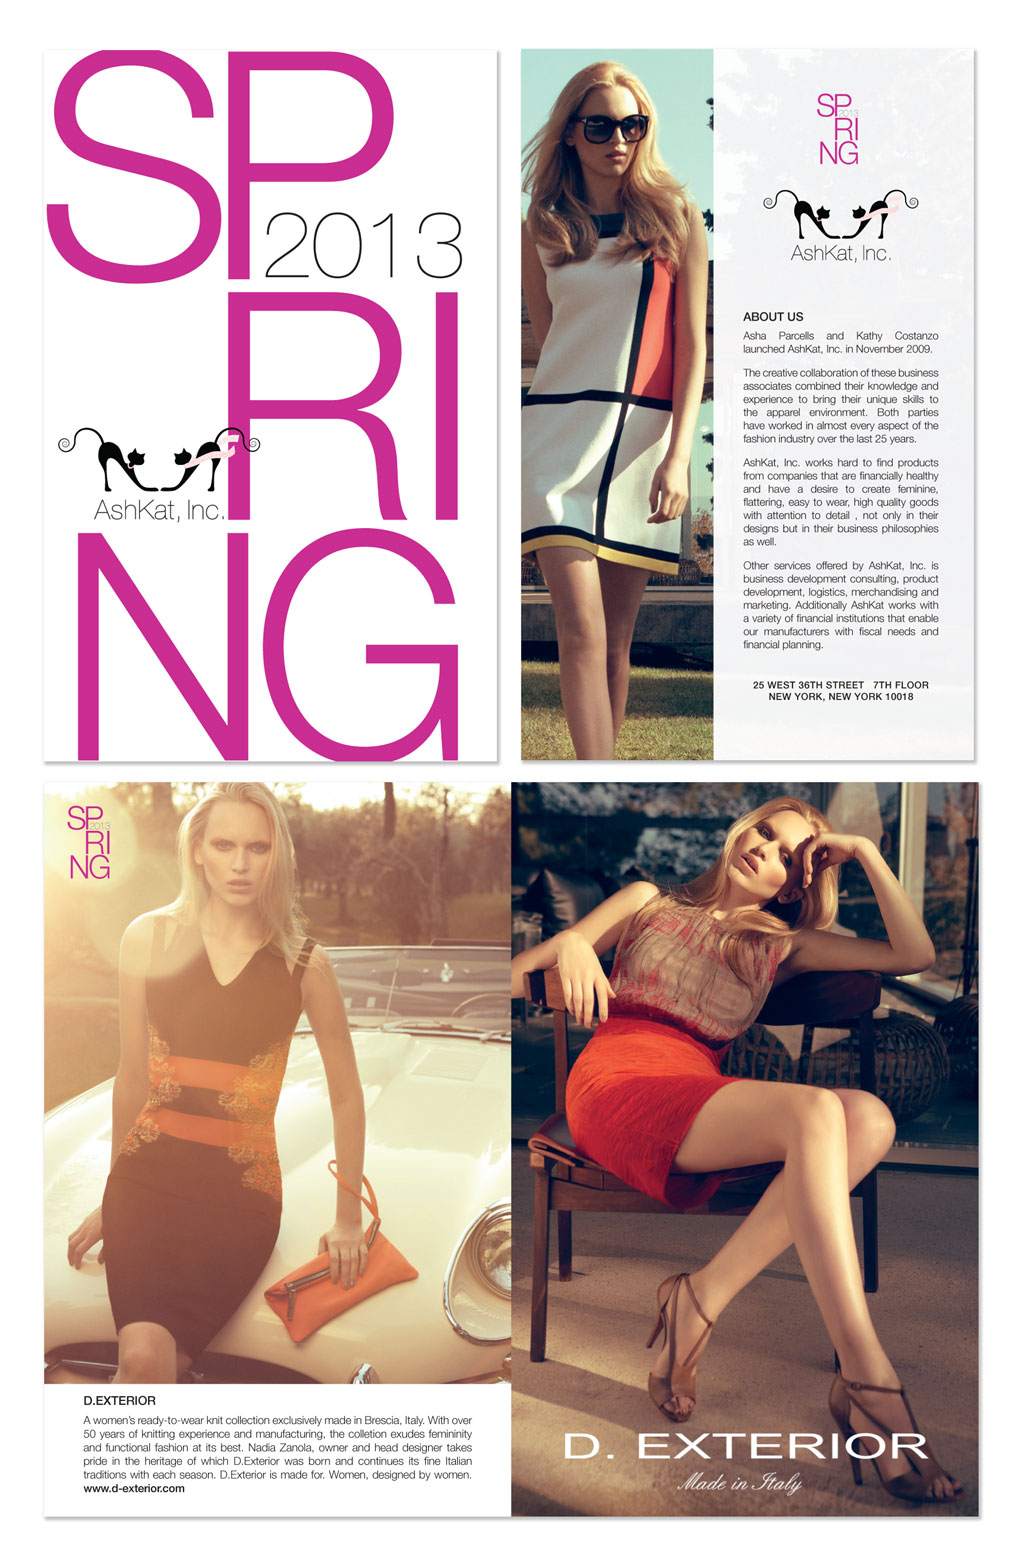 SP
2013
RI
AshKat, Inc.
NG
SP
2013
RI
NG
AshKat, Inc.
ABOUT US
Asha Parcells and Kathy Costanzo
launched AshKat, Inc. in November 2009.
The creative collaboration of these business
associates combined their knowledge and
experience to bring their unique skills to
the apparel environment. Both parties
have worked in almost every aspect of the
fashion industry over the last 25 years.
AshKat, Inc. works hard to find products
from companies that are financially healthy
and have a desire to create feminine,
flattering, easy to wear, high quality goods
with attention to detail , not only in their
designs but in their business philosophies
as well.
Other services offered by AshKat, Inc. is
business development consulting, product
development, logistics, merchandising and
marketing. Additionally AshKat works with
a variety of financial institutions that enable
our manufacturers with fiscal needs and
financial planning.
25 WEST 36TH STREET 7TH FLOOR
NEW YORK, NEW YORK 10018
SP
2013
RI
NG
D.EXTERIOR
A women's ready-to-wear knit collection exclusively made in Brescia, Italy. With over
50 years of knitting experience and manufacturing, the colletion exudes femininity
and functional fashion at its best. Nadia Zanola, owner and head designer takes
pride in the heritage of which D.Exterior was born and continues its fine Italian
traditions with each season. D.Exterior is made for. Women, designed by women.
www.d-exterior.com
D. EXTERIOR
Made in Italy